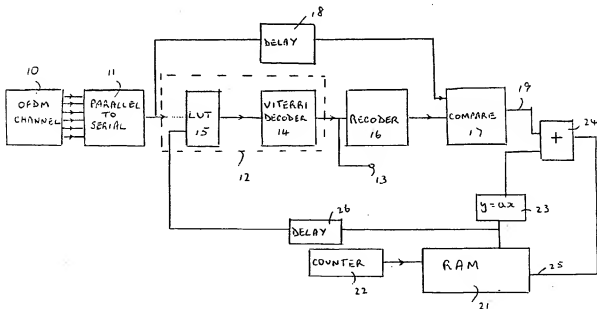 18
DELAY
10
11
OFDM
CHANNEL
PARALLEL
TO
SERIAL
LUT
15
VITERBI
DECODER
14
RECODER
16
COMPARE
17
19
24
+
12
13
y=ax
23
26
DELAY
COUNTER
22
RAM
21
25